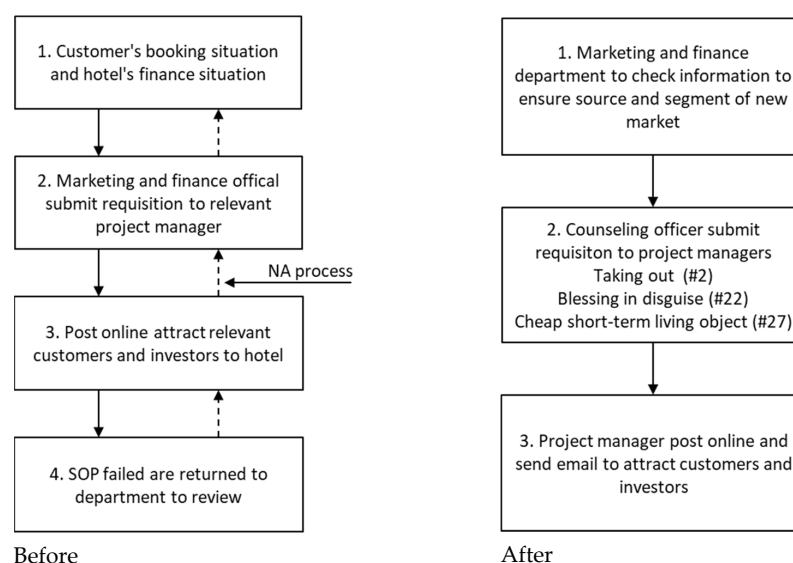 1. Customer's booking situation
and hotel's finance situation
2. Marketing and finance offical
submit requisition to relevant
project manager
NA process
3. Post online attract relevant
customers and investors to hotel
4. SOP failed are returned to
department to review
Before
1. Marketing and finance
department to check information to
ensure source and segment of new
market
2. Counseling officer submit
requisiton to project managers
Taking out (#2)
Blessing in disguise (#22)
Cheap short-term living object (#27)
3. Project manager post online and
send email to attract customers and
investors
After